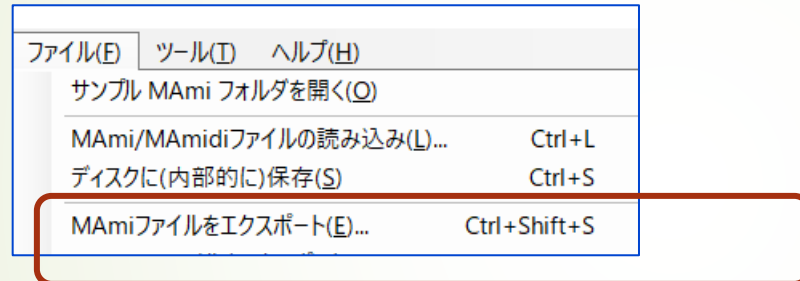 ファイル(F) ツール(T) ヘルプ(H)
サンプル MAmi フォルダを開く(O)
MAmi/MAmidiファイルの読み込み(L)... Ctrl+L
ディスクに(内部的に)保存(S) Ctrl+S
MAmiファイルをエクスポート(E)... Ctrl+Shift+S